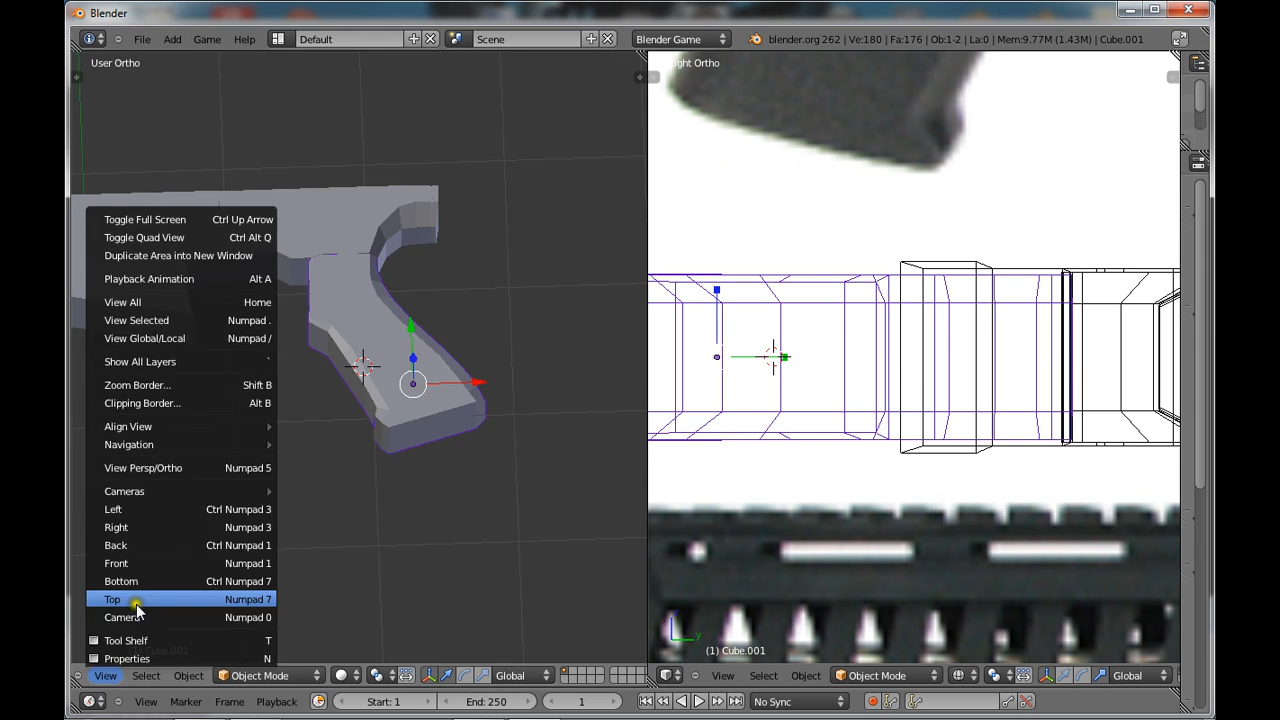 Blender
File Add Game Help Default Scene Blender Game blender.org 262 | Ve:180 | Fa:176 | Ob:1-2 | La:0 | Mem:9.77M (1.43M) | Cube.001
User Ortho
ght Ortho
Toggle Full Screen Ctrl Up Arrow
Toggle Quad View Ctrl Alt Q
Duplicate Area into New Window
Playback Animation Alt A
View All Home
View Selected Numpad .
View Global/Local Numpad /
Show All Layers `
Zoom Border... Shift B
Clipping Border... Alt B
Align View
Navigation
View Persp/Ortho Numpad 5
Cameras
Left Ctrl Numpad 3
Right Numpad 3
Back Ctrl Numpad 1
Front Numpad 1
Bottom Ctrl Numpad 7
Top Numpad 7
Camera Numpad 0
Tool Shelf T
Properties N
y
(1) Cube.001
View Select Object Object Mode Global
View Select Object Object Mode Global
View Marker Frame Playback Start: 1 End: 250 1 No Sync